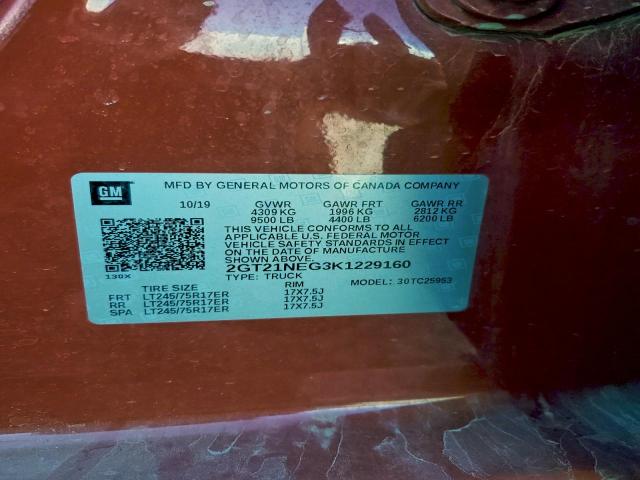 GM MFD BY GENERAL MOTORS OF CANADA COMPANY
10/19 GVWR GAWR FRT GAWR RR
4309 KG 1996 KG 2812 KG
9500 LB 4400 LB 6200 LB
THIS VEHICLE CONFORMS TO ALL
APPLICABLE U.S. FEDERAL MOTOR
VEHICLE SAFETY STANDARDS IN EFFECT
ON THE DATE OF MANUFACTURE
SHOWN ABOVE.
2GT21NEG3K1229160
130X TYPE: TRUCK MODEL: 30TC25953
TIRE SIZE RIM
FRT LT245/75R17ER 17X7.5J
RR LT245/75R17ER 17X7.5J
SPA LT245/75R17ER 17X7.5J